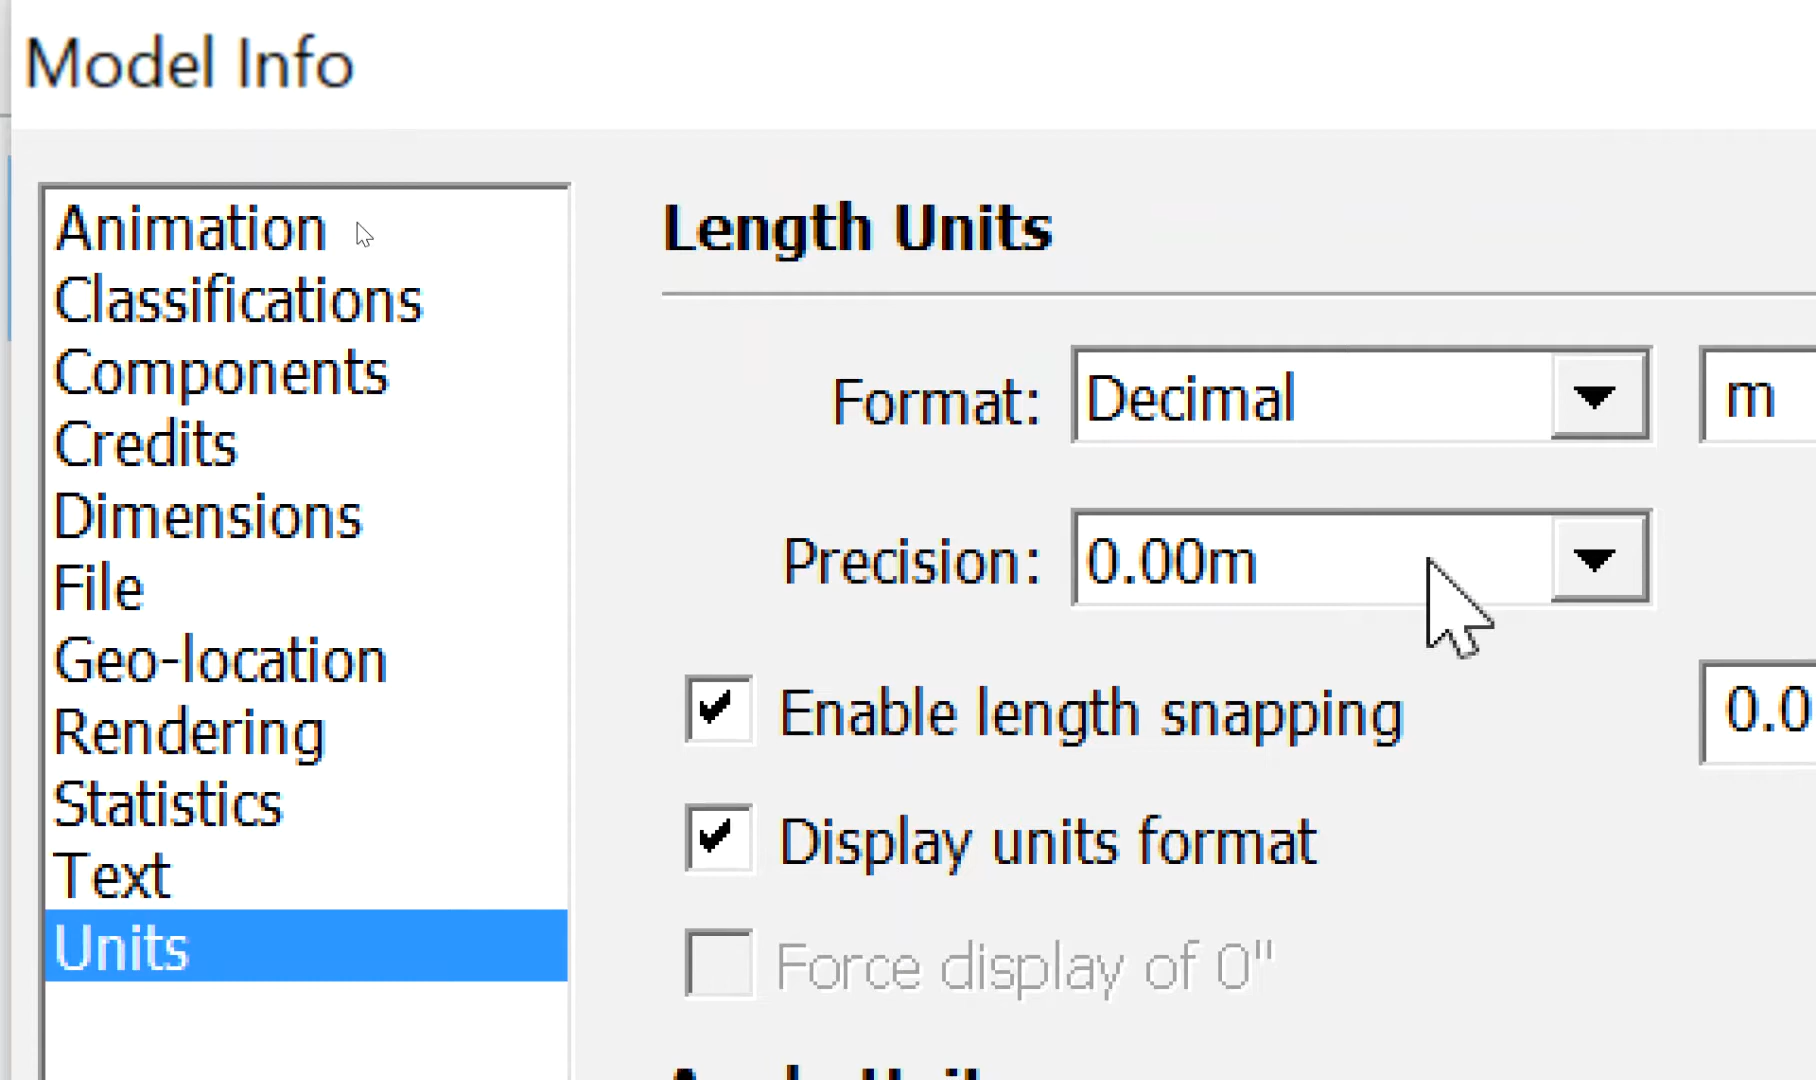 Model Info
Animation
Classifications
Components
Credits
Dimensions
File
Geo-location
Rendering
Statistics
Text
Units
Length Units
Format: Decimal m
Precision: 0.00m
Enable length snapping 0.0
Display units format
Force display of 0"